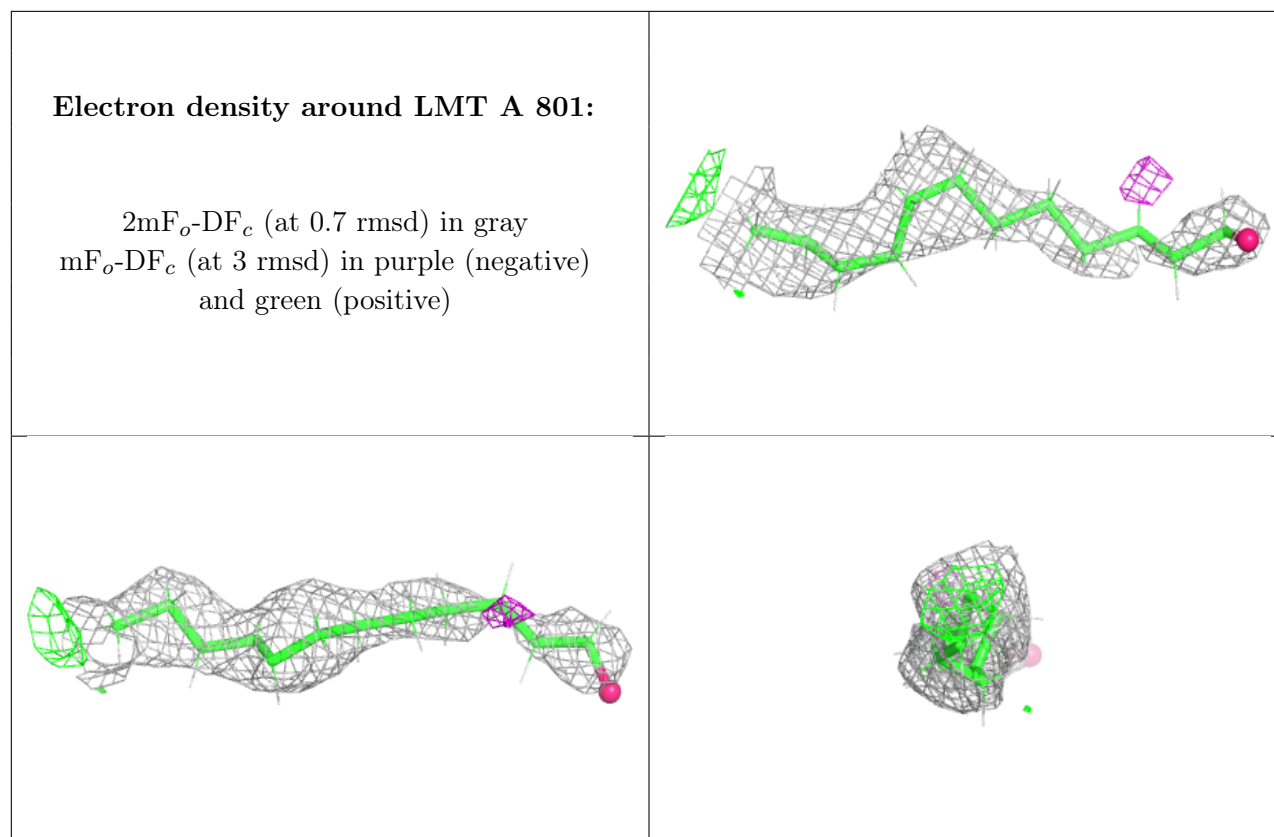 Electron density around LMT A 801:
2mFo-DFc (at 0.7 rmsd) in gray
mFo-DFc (at 3 rmsd) in purple (negative)
and green (positive)